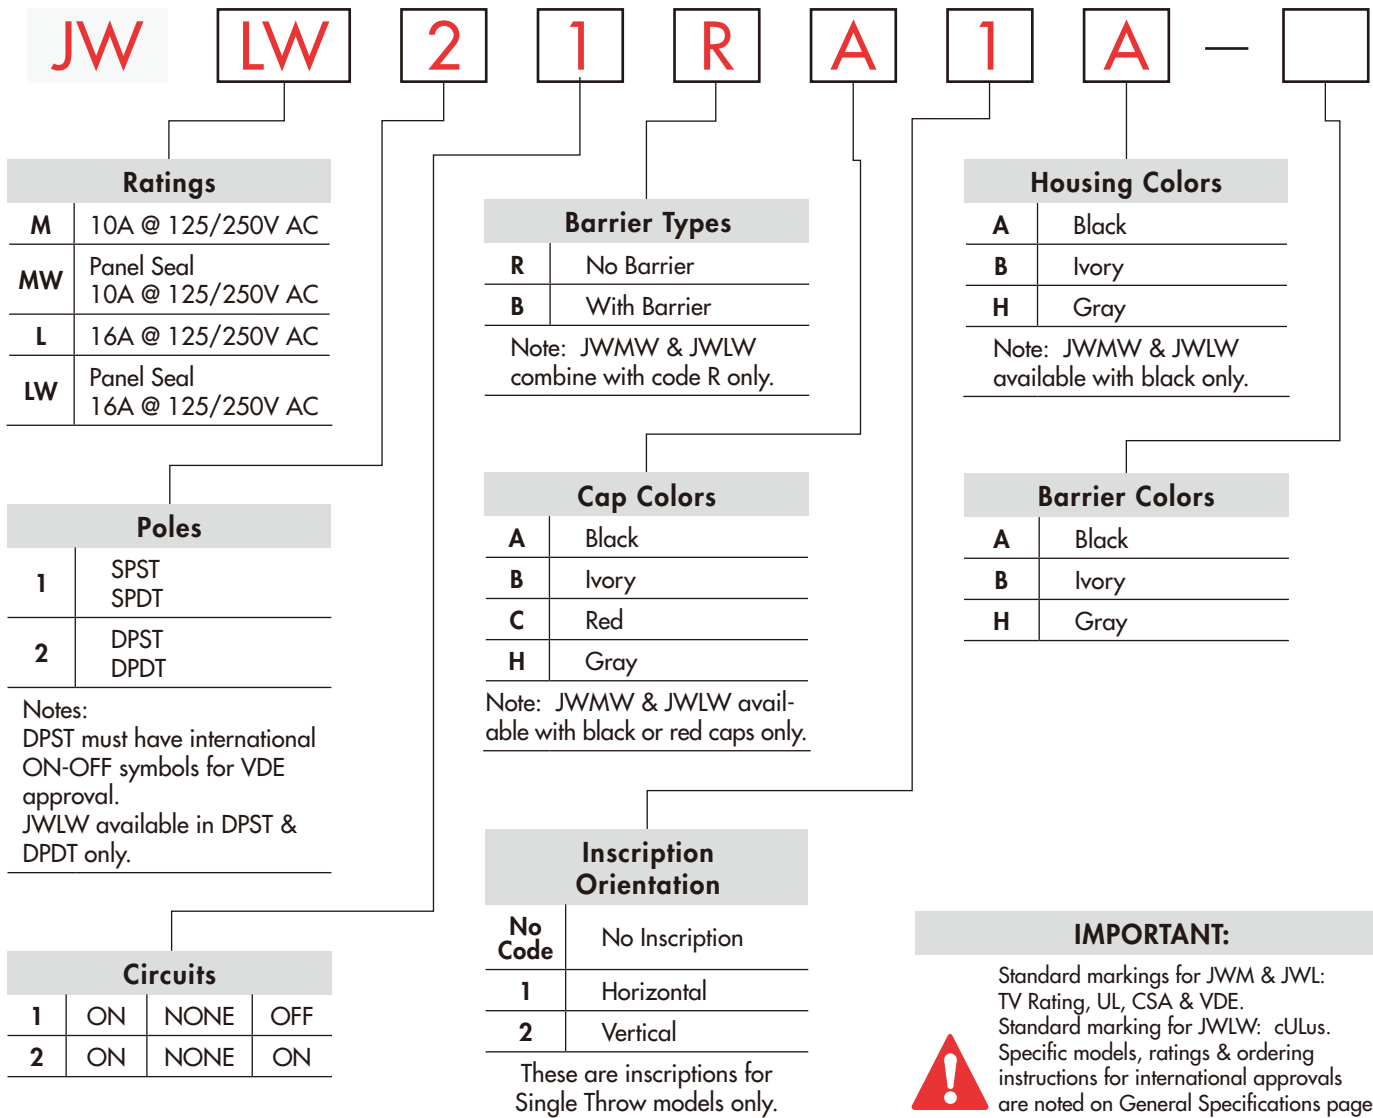 JW LW 2 1 R A 1 A —
Ratings
M 10A @ 125/250V AC
MW Panel Seal
10A @ 125/250V AC
L 16A @ 125/250V AC
LW Panel Seal
16A @ 125/250V AC
Poles
1 SPST
SPDT
2 DPST
DPDT
Notes:
DPST must have international
ON-OFF symbols for VDE
approval.
JWLW available in DPST &
DPDT only.
Circuits
1 ON NONE OFF
2 ON NONE ON
Barrier Types
R No Barrier
B With Barrier
Note: JWMW & JWLW
combine with code R only.
Cap Colors
A Black
B Ivory
C Red
H Gray
Note: JWMW & JWLW avail-
able with black or red caps only.
Inscription
Orientation
No
Code No Inscription
1 Horizontal
2 Vertical
These are inscriptions for
Single Throw models only.
Housing Colors
A Black
B Ivory
H Gray
Note: JWMW & JWLW
available with black only.
Barrier Colors
A Black
B Ivory
H Gray
IMPORTANT:
Standard markings for JWM & JWL:
TV Rating, UL, CSA & VDE.
Standard marking for JWLW: cULus.
Specific models, ratings & ordering
instructions for international approvals
are noted on General Specifications page